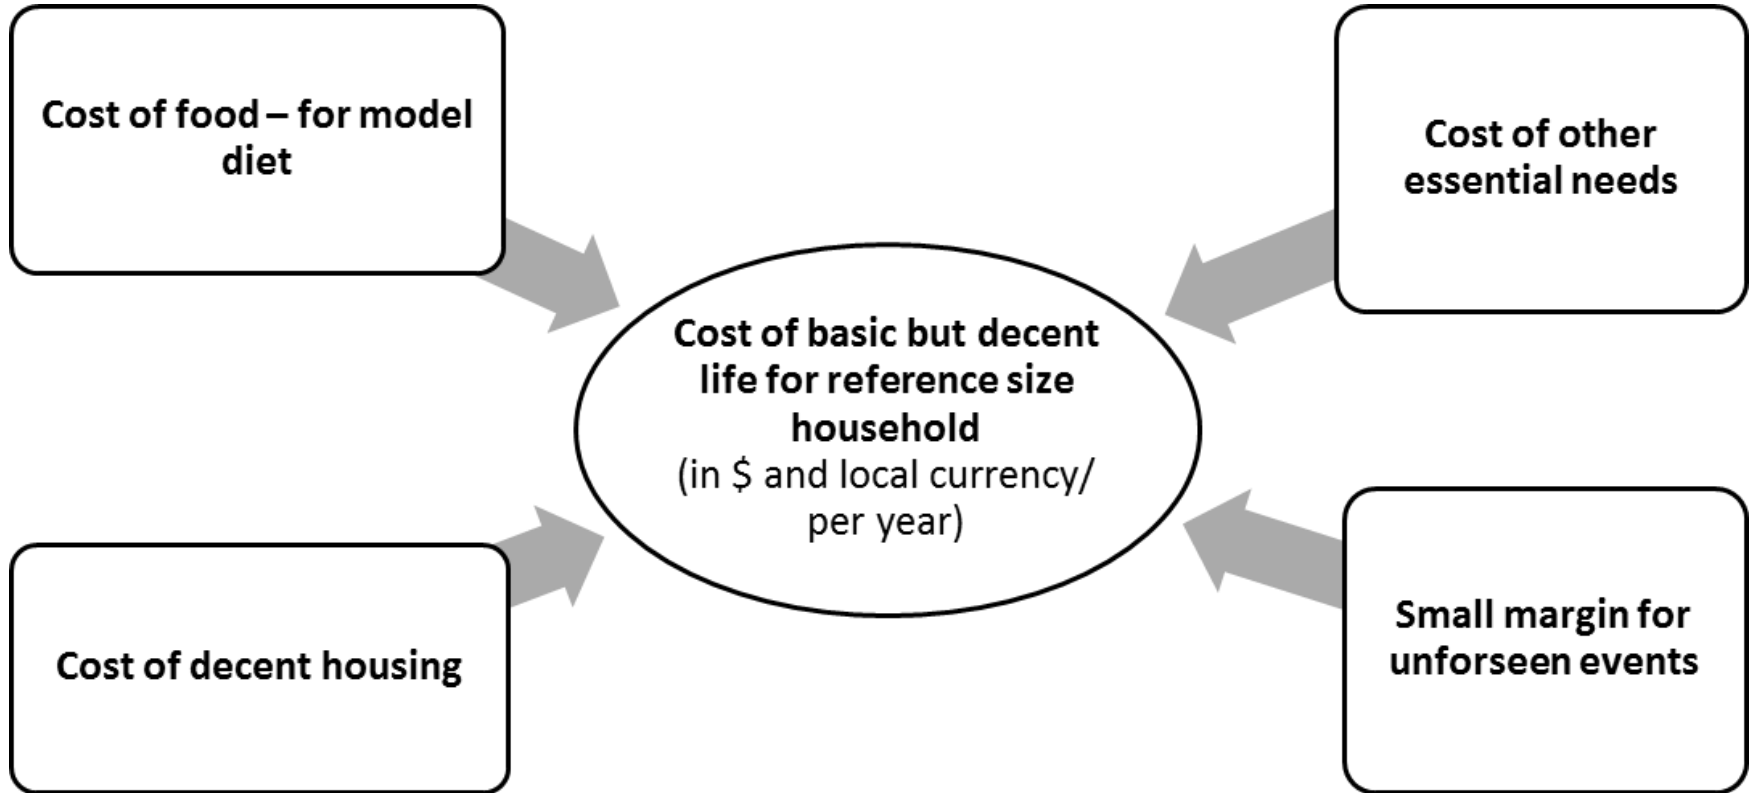 Cost of food – for model
diet
Cost of other
essential needs
Cost of basic but decent
life for reference size
household
(in $ and local currency/
per year)
Cost of decent housing
Small margin for
unforseen events